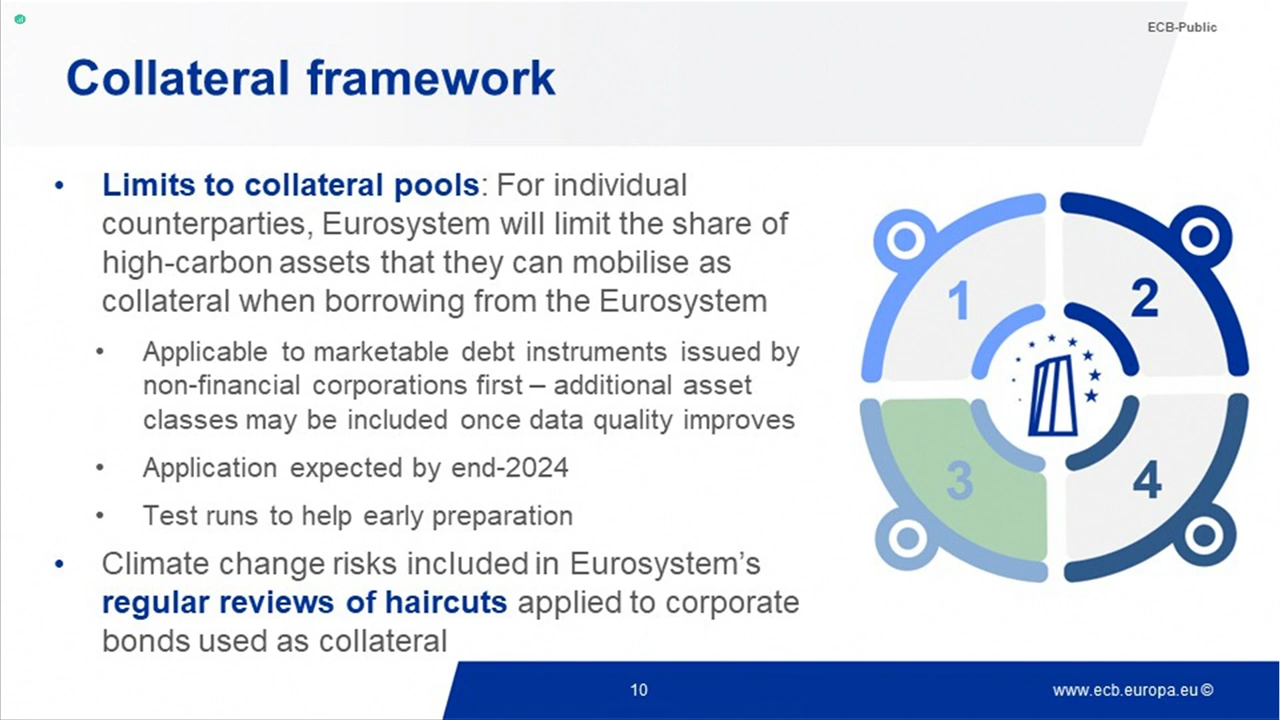 ECB-Public
Collateral framework
• Limits to collateral pools: For individual
counterparties, Eurosystem will limit the share of
high-carbon assets that they can mobilise as
collateral when borrowing from the Eurosystem
• Applicable to marketable debt instruments issued by
non-financial corporations first – additional asset
classes may be included once data quality improves
• Application expected by end-2024
• Test runs to help early preparation
• Climate change risks included in Eurosystem’s
regular reviews of haircuts applied to corporate
bonds used as collateral
1
2
3
4
10
www.ecb.europa.eu ©